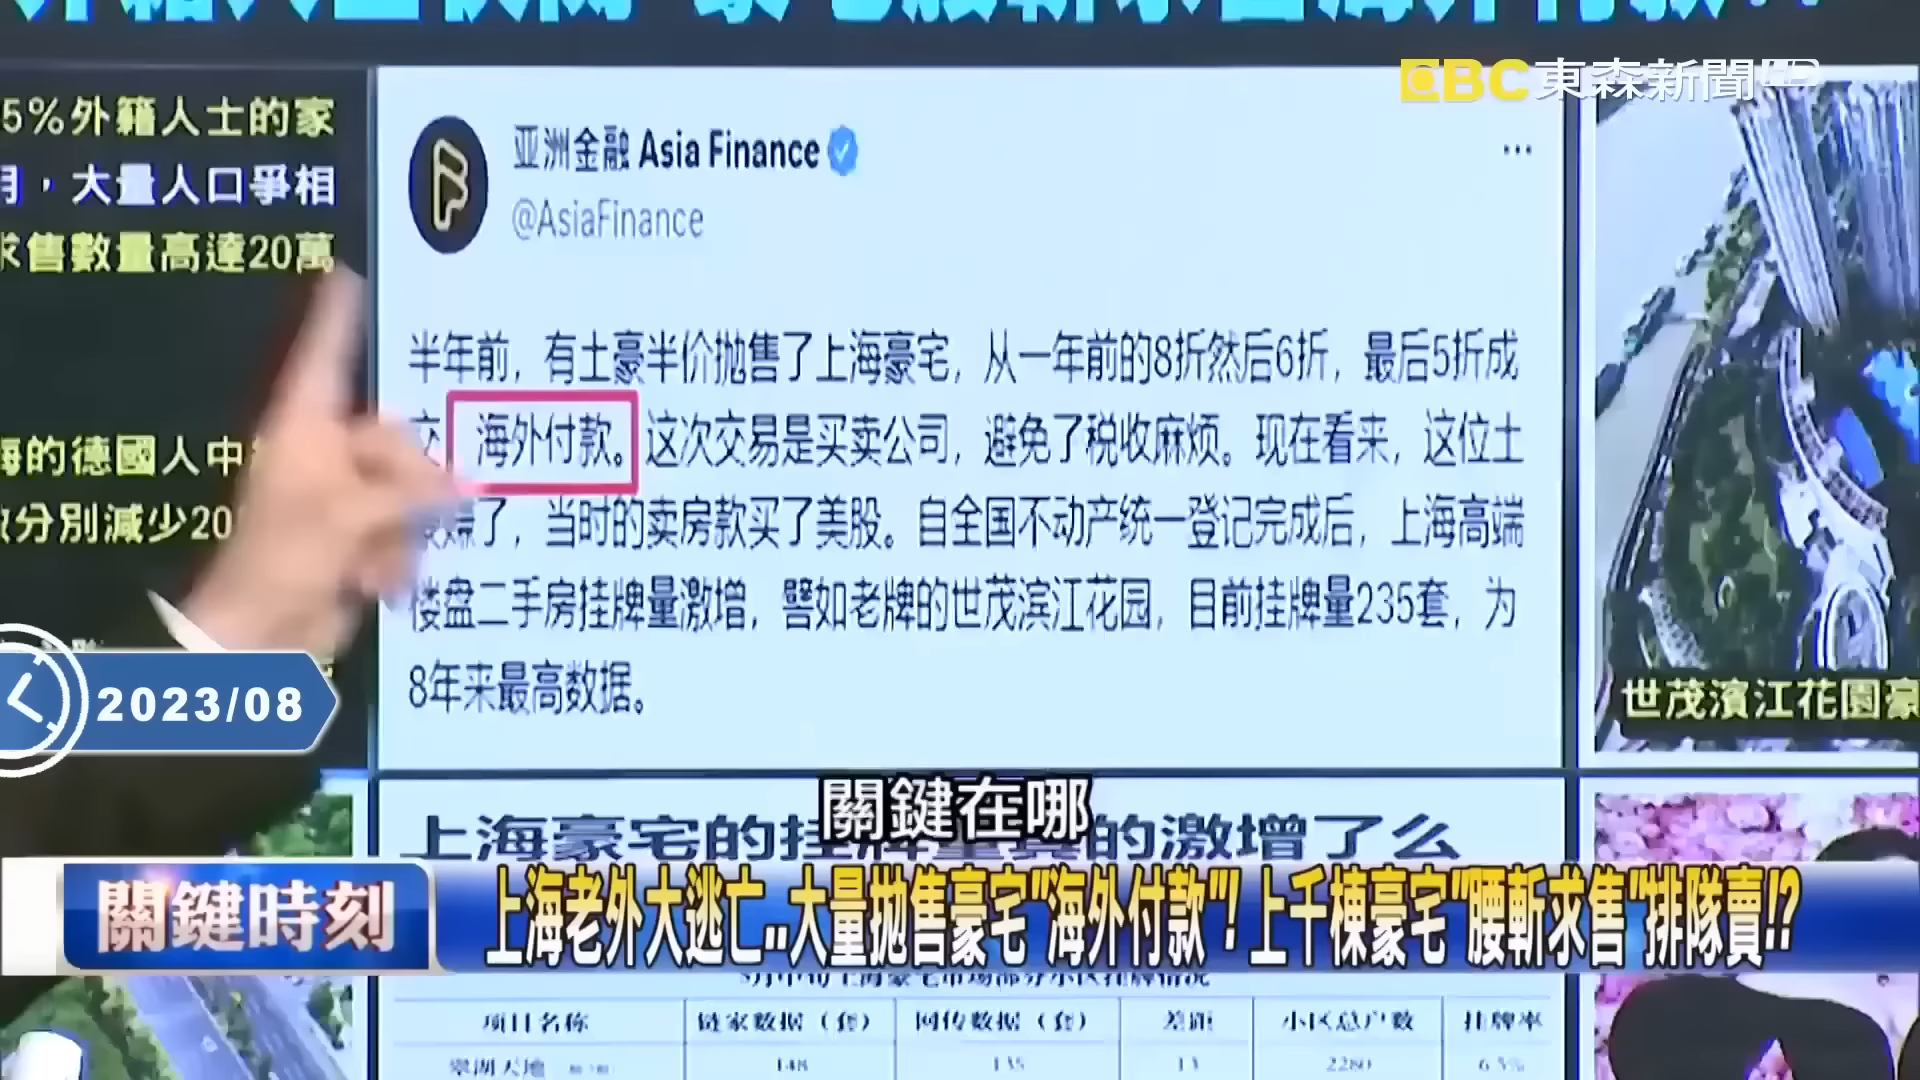 EBC 東森新聞 HD
5%外籍人士的家
月，大量人口爭相
求售數量高達20萬
海的德國人中
分別減少20
亚洲金融 Asia Finance
@AsiaFinance
半年前，有土豪半价抛售了上海豪宅，从一年前的8折然后6折，最后5折成
交 海外付款。这次交易是买卖公司，避免了税收麻烦。现在看来，这位土
赚了，当时的卖房款买了美股。自全国不动产统一登记完成后，上海高端
楼盘二手房挂牌量激增，譬如老牌的世茂滨江花园，目前挂牌量235套，为
8年来最高数据。
世茂濱江花園豪
2023/08
關鍵在哪
上海豪宅的挂牌量真的激增了么
關鍵時刻
上海老外大逃亡..大量拋售豪宅"海外付款"! 上千棟豪宅"腰斬求售"排隊賣!?
项目名称 链家数据（套） 网传数据（套） 差距 小区总户数 挂牌率
翠湖天地 148 135 13 2280 6.5%